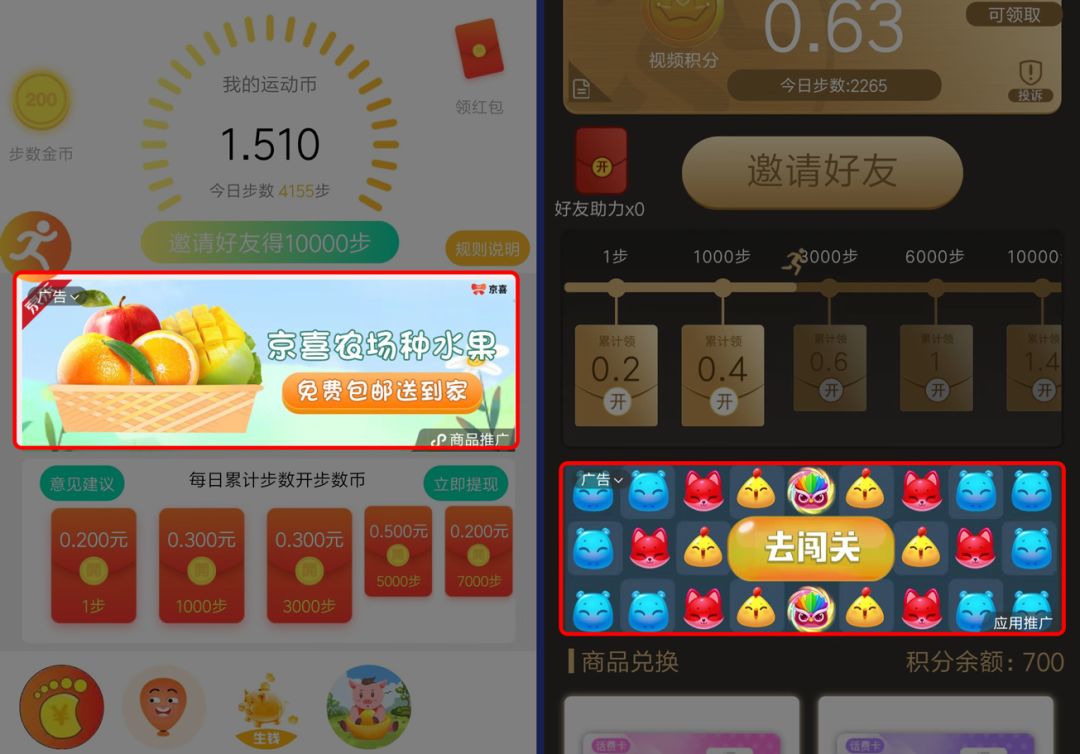 我的运动币
200
1.510
领红包
步数金币
今日步数 4155步
邀请好友得10000步
规则说明
广告
京喜
京喜农场种水果
免费包邮送到家
商品推广
意见建议
每日累计步数开步数币
立即提现
0.200元
0.300元
0.300元
0.500元
0.200元
開
開
開
1步
1000步
3000步
5000步
7000步
¥
生钱
0.63
可领取
视频积分
今日步数:2265
投诉
开
邀请好友
好友助力x0
1步
1000步
3000步
6000步
10000
累计领
累计领
累计领
累计领
累计领
0.2
0.4
0.6
1
1.4
开
开
开
开
开
广告
去闯关
应用推广
商品兑换
积分余额：700
话费卡
话费卡